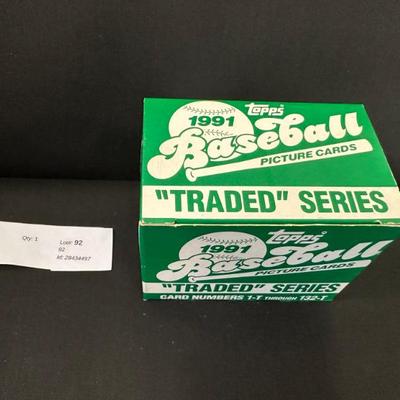 Topps
1991
Baseball
PICTURE CARDS
"TRADED" SERIES
Topps
1991
Baseball
PICTURE CARDS
"TRADED" SERIES
CARD NUMBERS 1-T THROUGH 132-T
Qty: 1 Lot#: 92
92
Id: 28434497